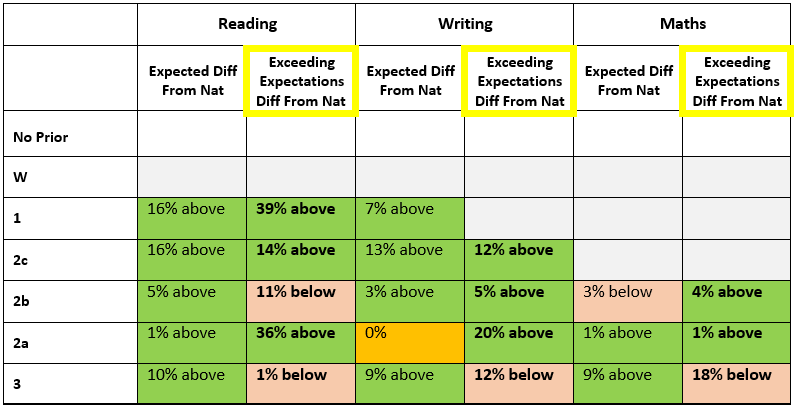 Reading Writing Maths
Expected Diff From Nat Exceeding Expectations Diff From Nat Expected Diff From Nat Exceeding Expectations Diff From Nat Expected Diff From Nat Exceeding Expectations Diff From Nat
No Prior
W
1 16% above 39% above 7% above
2c 16% above 14% above 13% above 12% above
2b 5% above 11% below 3% above 5% above 3% below 4% above
2a 1% above 36% above 0% 20% above 1% above 1% above
3 10% above 1% below 9% above 12% below 9% above 18% below